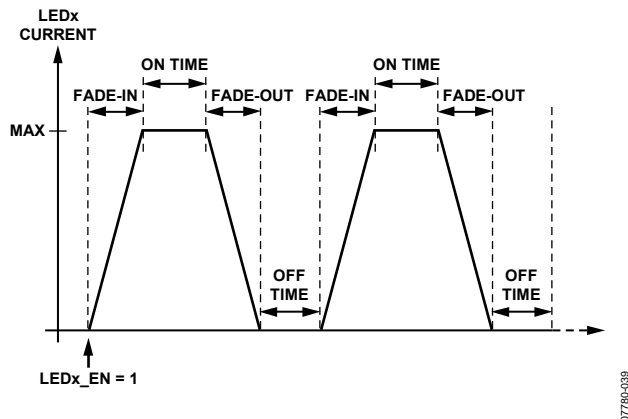 LEDx
CURRENT
ON TIME
ON TIME
FADE-IN
FADE-OUT
FADE-IN
FADE-OUT
MAX
OFF
TIME
OFF
TIME
LEDx_EN = 1
07780-039